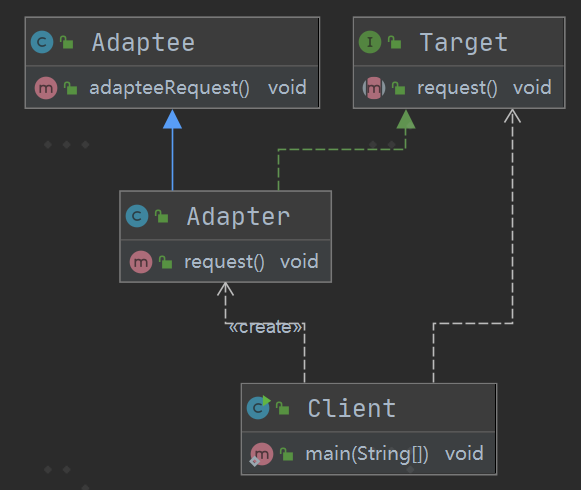 C Adaptee
m adapteeRequest() void
I Target
m request() void
C Adapter
m request() void
«create»
C Client
m main(String[]) void